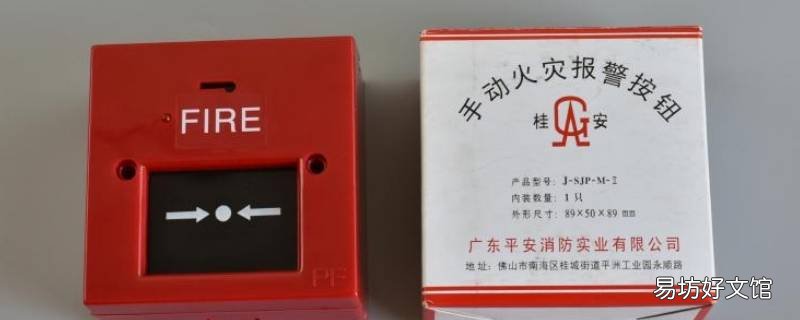 FIRE
PF
手动火灾报警按钮
桂 GA 安
产品型号: J-SJP-M-Z
内装数量: 1 只
外形尺寸: 89×50×89 mm
广东平安消防实业有限公司
地址: 佛山市南海区桂城街道平洲工业园永顺路
易坊好文馆